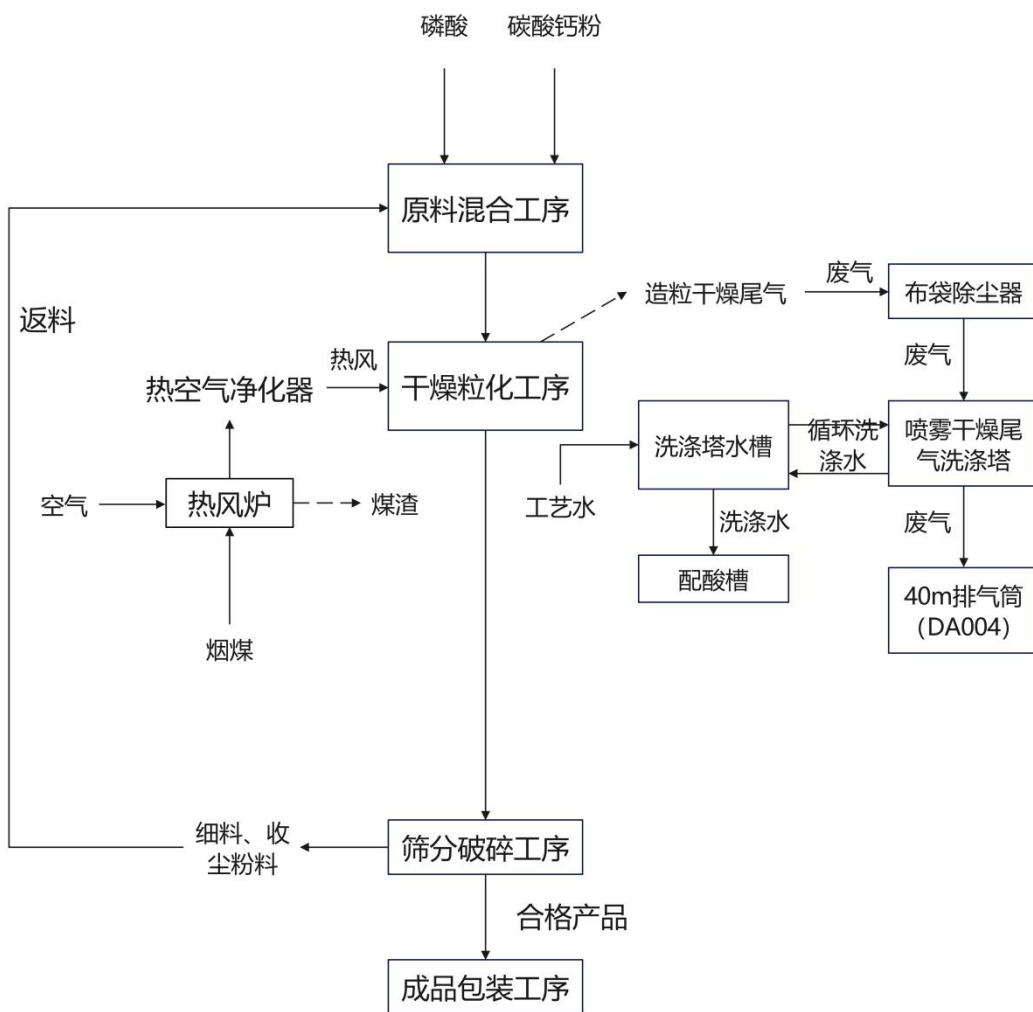 磷酸
碳酸钙粉
原料混合工序
返料
造粒干燥尾气
废气
布袋除尘器
废气
热空气净化器
热风
干燥粒化工序
洗涤塔水槽
循环洗
涤水
喷雾干燥尾
气洗涤塔
空气
热风炉
煤渣
工艺水
洗涤水
废气
配酸槽
40m排气筒
（DA004）
烟煤
细料、收
尘粉料
筛分破碎工序
合格产品
成品包装工序